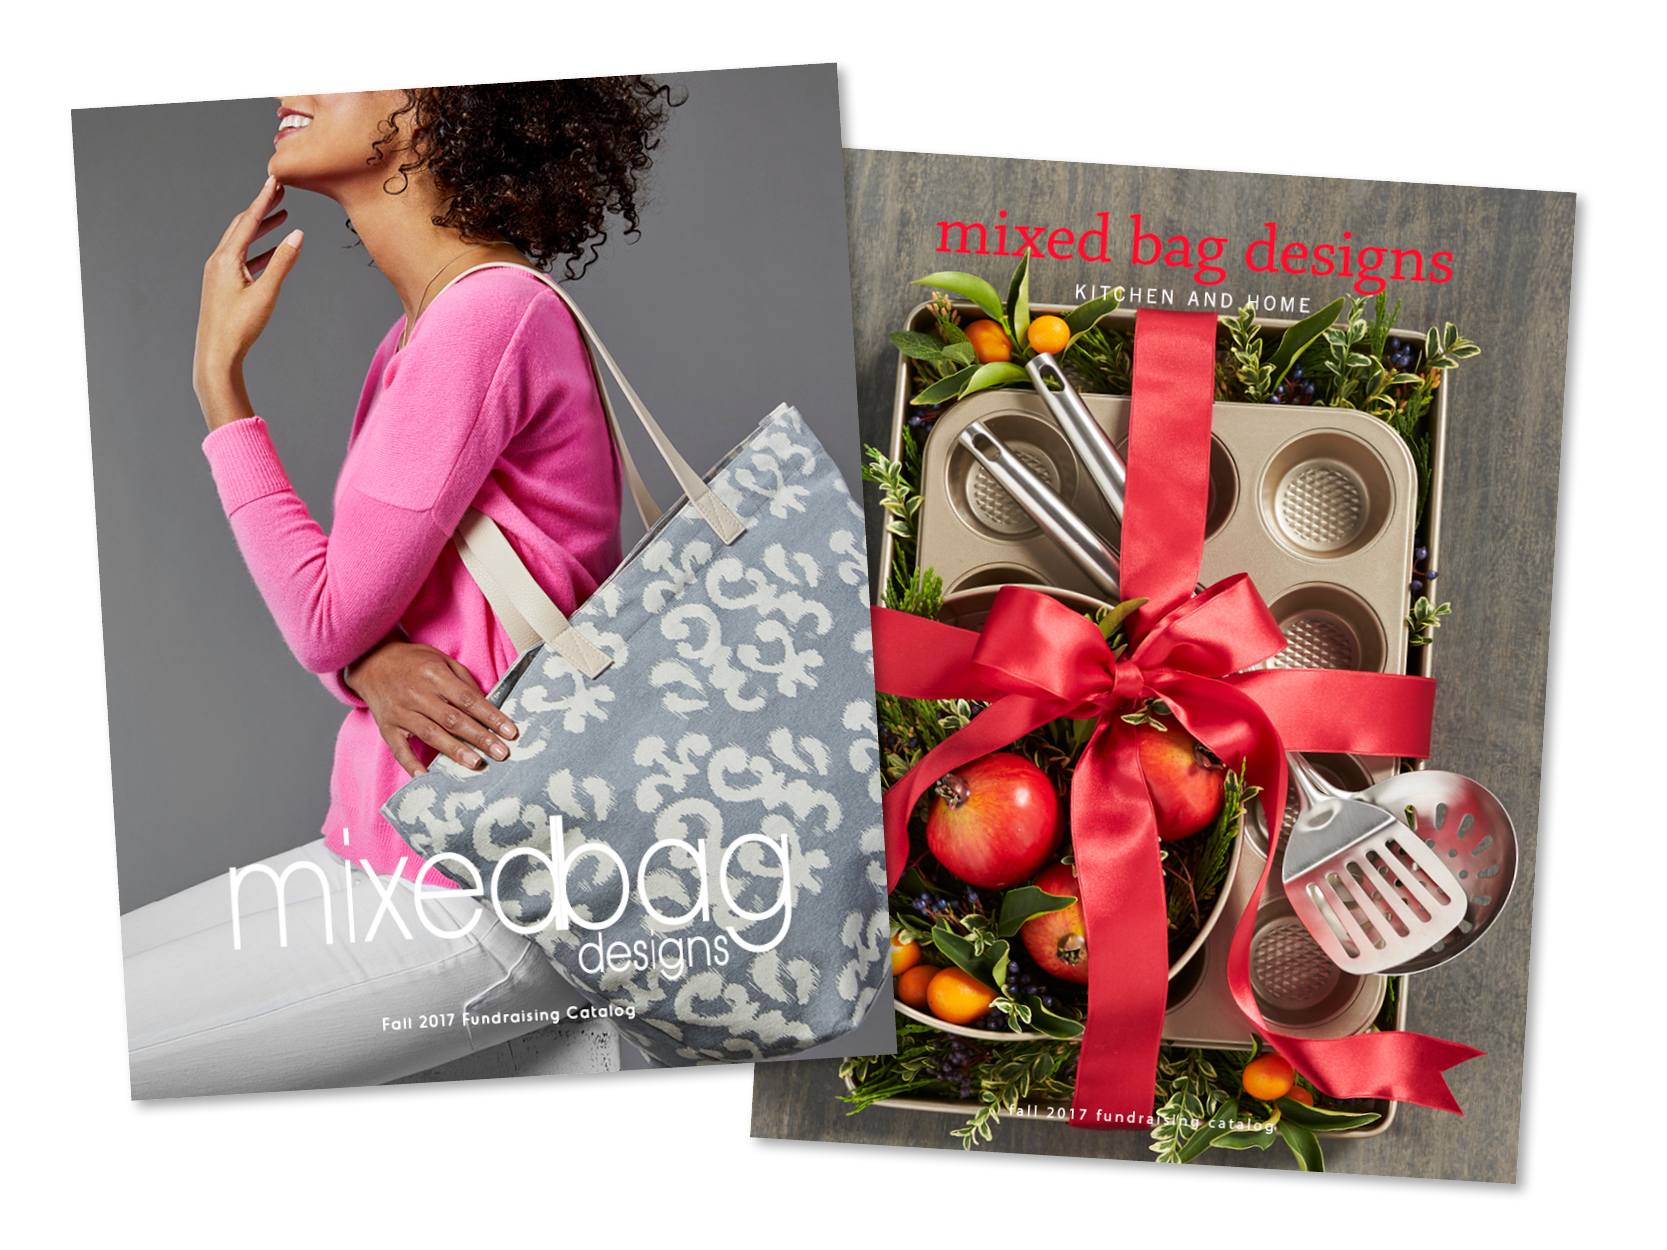 mixedbag
designs
Fall 2017 Fundraising Catalog
mixed bag designs
KITCHEN AND HOME
fall 2017 fundraising catalog